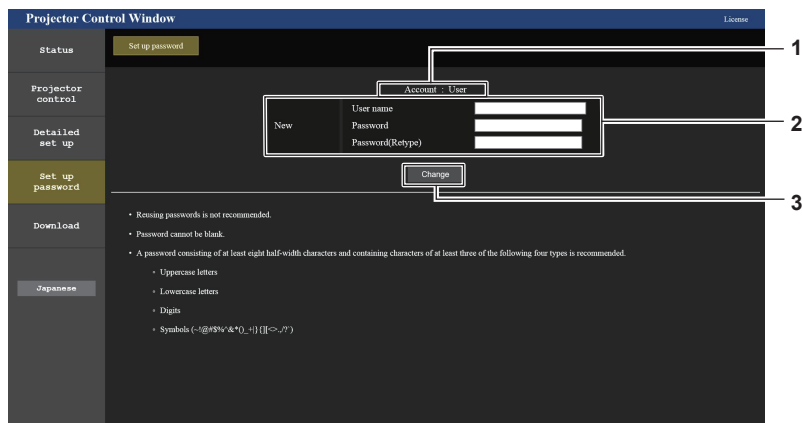 Projector Control Window
License
Status
Set up password
1
Projector
control
Account : User
New
User name
Password
Password(Retype)
2
Detailed
set up
Set up
password
Change
3
Download
Japanese
• Reusing passwords is not recommended.
• Password cannot be blank.
• A password consisting of at least eight half-width characters and containing characters of at least three of the following four types is recommended.
Uppercase letters
Lowercase letters
Digits
Symbols (~!@#$%^&*()_+|}{][<>:,/?`)